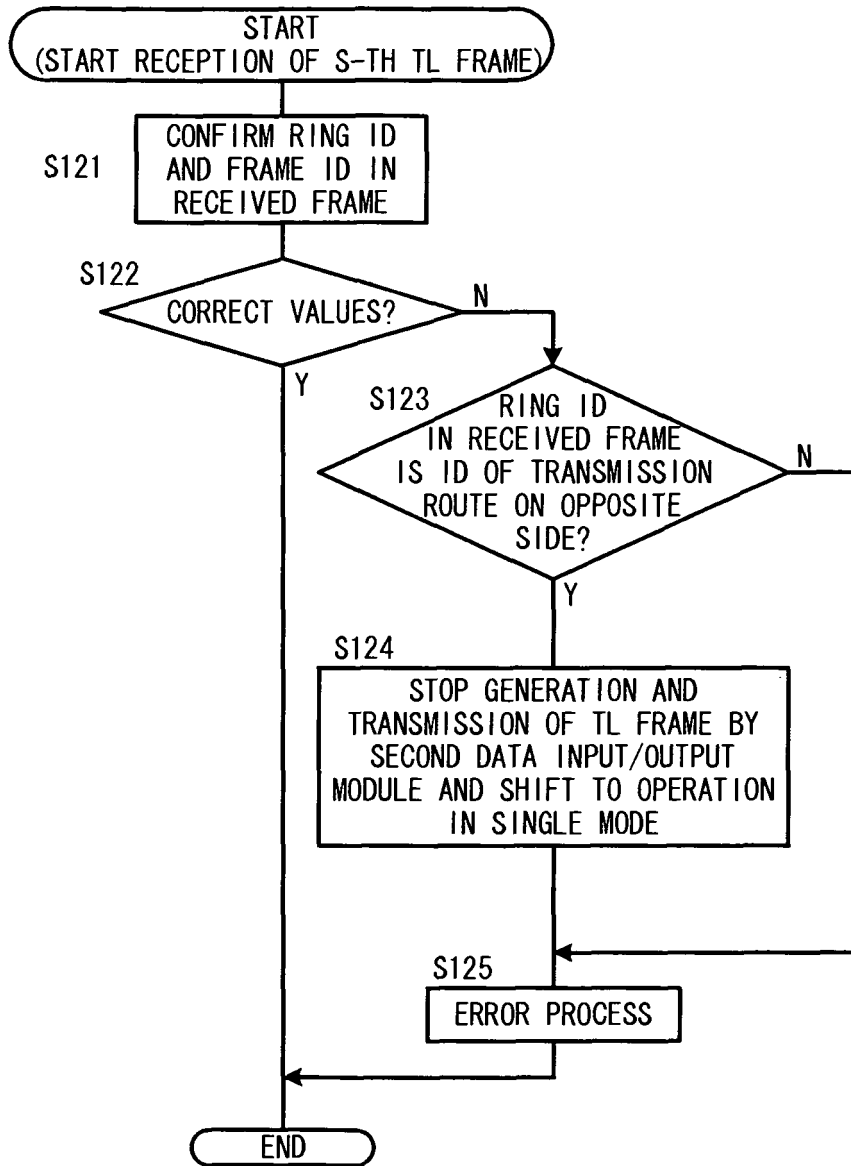 START
(START RECEPTION OF S-TH TL FRAME)
S121
CONFIRM RING ID
AND FRAME ID IN
RECEIVED FRAME
S122
CORRECT VALUES?
N
Y
S123
RING ID
IN RECEIVED FRAME
IS ID OF TRANSMISSION
ROUTE ON OPPOSITE
SIDE?
N
Y
S124
STOP GENERATION AND
TRANSMISSION OF TL FRAME BY
SECOND DATA INPUT/OUTPUT
MODULE AND SHIFT TO OPERATION
IN SINGLE MODE
S125
ERROR PROCESS
END